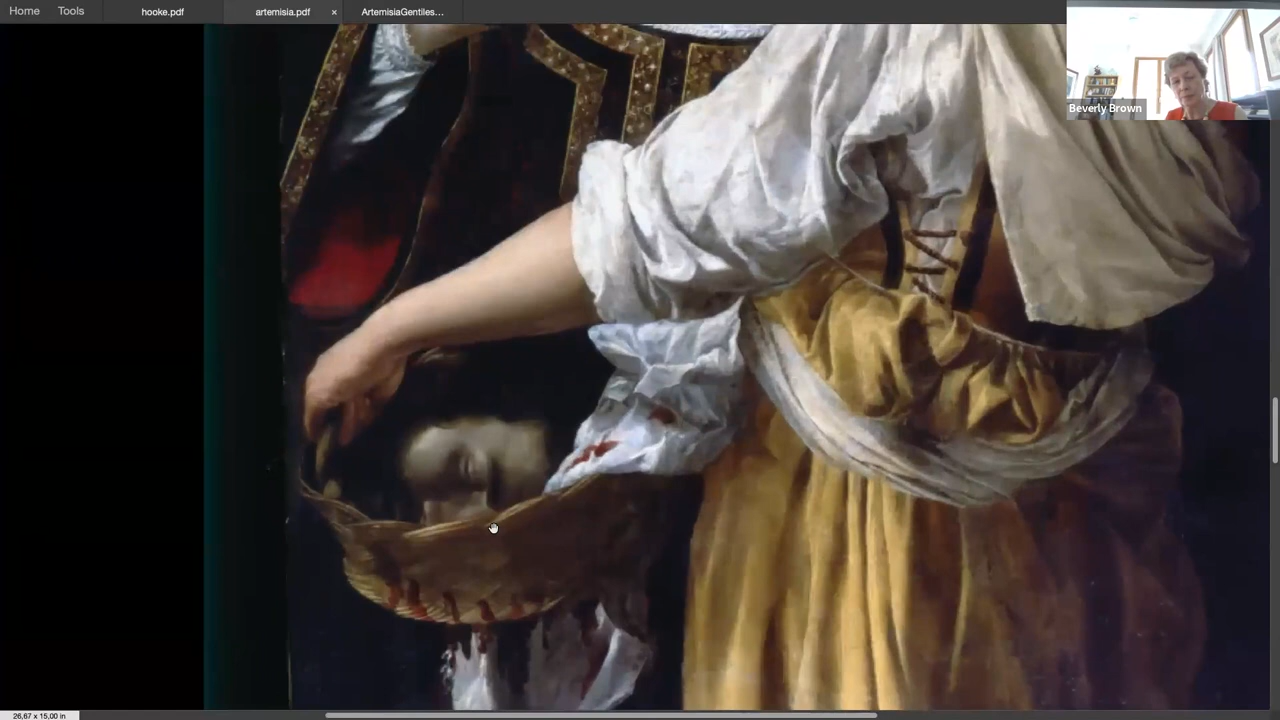 Home Tools hooke.pdf artemisia.pdf × ArtemisiaGentiles...
Beverly Brown
26,67 x 15,00 in